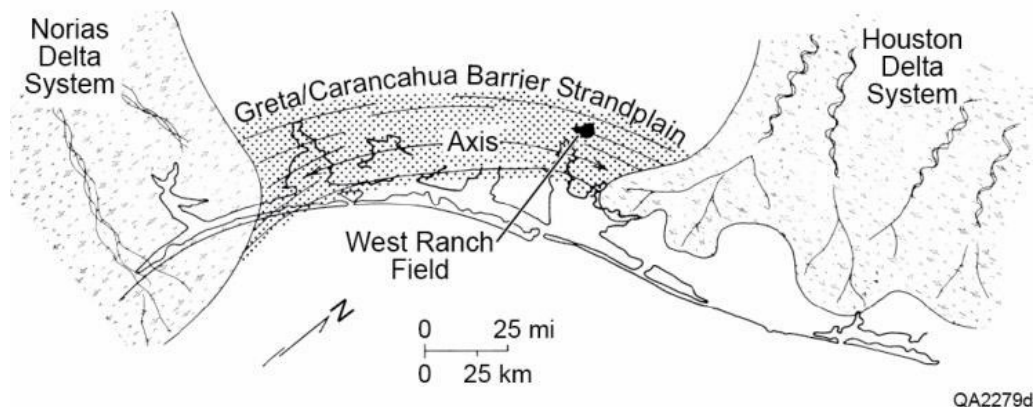 Norias
Delta
System
Greta/Carancahua Barrier Strandplain
Houston
Delta
System
Axis
West Ranch
Field
N
0 25 mi
0 25 km
QA2279d